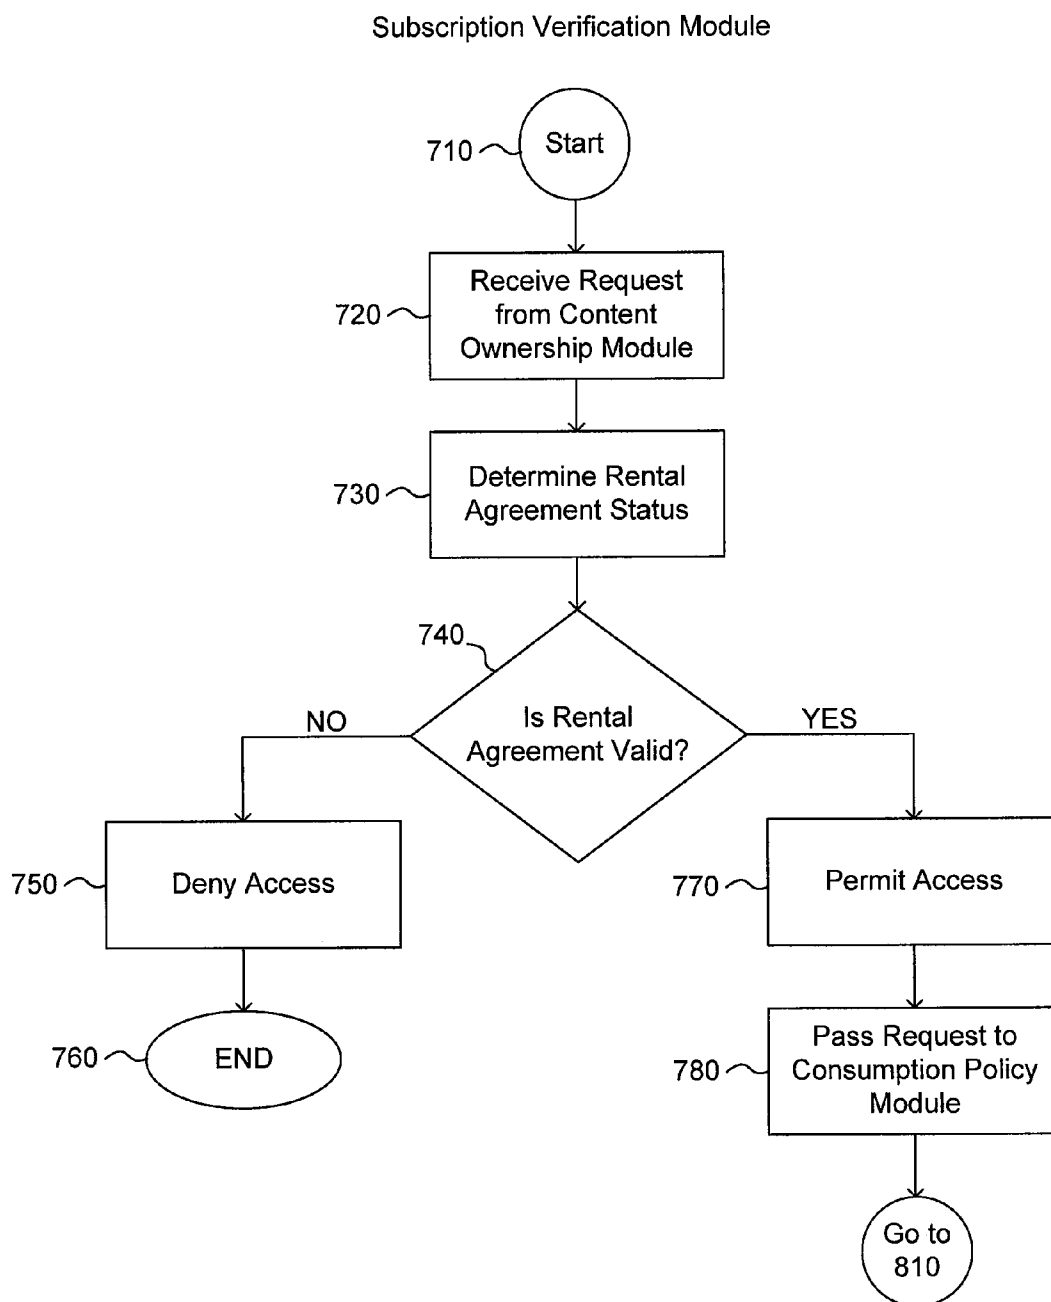 Subscription Verification Module
710
Start
720
Receive Request
from Content
Ownership Module
730
Determine Rental
Agreement Status
740
Is Rental
Agreement Valid?
NO
YES
750
Deny Access
770
Permit Access
760
END
780
Pass Request to
Consumption Policy
Module
Go to
810